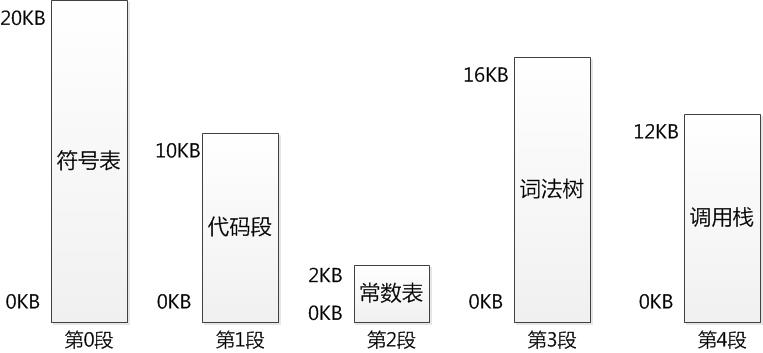 20KB
符号表
0KB
第0段
10KB
代码段
0KB
第1段
2KB
常数表
0KB
第2段
16KB
词法树
0KB
第3段
12KB
调用栈
0KB
第4段